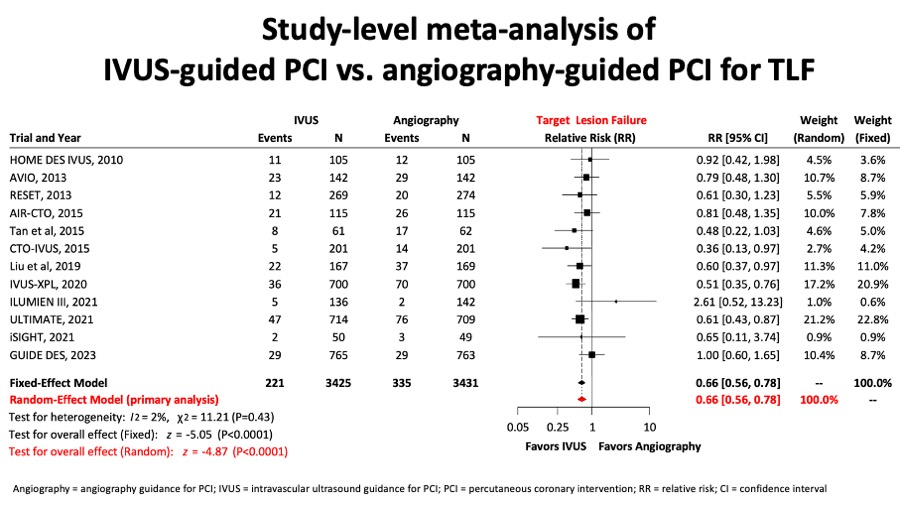 Study-level meta-analysis of
IVUS-guided PCI vs. angiography-guided PCI for TLF
IVUS Angiography Target Lesion Failure Weight Weight
Trial and Year Events N Events N Relative Risk (RR) RR [95% CI] (Random) (Fixed)
HOME DES IVUS, 2010 11 105 12 105 0.92 [0.42, 1.98] 4.5% 3.6%
AVIO, 2013 23 142 29 142 0.79 [0.48, 1.30] 10.7% 8.7%
RESET, 2013 12 269 20 274 0.61 [0.30, 1.23] 5.5% 5.9%
AIR-CTO, 2015 21 115 26 115 0.81 [0.48, 1.35] 10.0% 7.8%
Tan et al, 2015 8 61 17 62 0.48 [0.22, 1.03] 4.6% 5.0%
CTO-IVUS, 2015 5 201 14 201 0.36 [0.13, 0.97] 2.7% 4.2%
Liu et al, 2019 22 167 37 169 0.60 [0.37, 0.97] 11.3% 11.0%
IVUS-XPL, 2020 36 700 70 700 0.51 [0.35, 0.76] 17.2% 20.9%
ILUMIEN III, 2021 5 136 2 142 2.61 [0.52, 13.23] 1.0% 0.6%
ULTIMATE, 2021 47 714 76 709 0.61 [0.43, 0.87] 21.2% 22.8%
iSIGHT, 2021 2 50 3 49 0.65 [0.11, 3.74] 0.9% 0.9%
GUIDE DES, 2023 29 765 29 763 1.00 [0.60, 1.65] 10.4% 8.7%
Fixed-Effect Model 221 3425 335 3431 0.66 [0.56, 0.78] -- 100.0%
Random-Effect Model (primary analysis) 0.66 [0.56, 0.78] 100.0% --
Test for heterogeneity: I2 = 2%, χ2 = 11.21 (P=0.43)
0.05 0.25 1 10
Test for overall effect (Fixed): z = -5.05 (P<0.0001)
Favors IVUS Favors Angiography
Test for overall effect (Random): z = -4.87 (P<0.0001)
Angiography = angiography guidance for PCI; IVUS = intravascular ultrasound guidance for PCI; PCI = percutaneous coronary intervention; RR = relative risk; CI = confidence interval